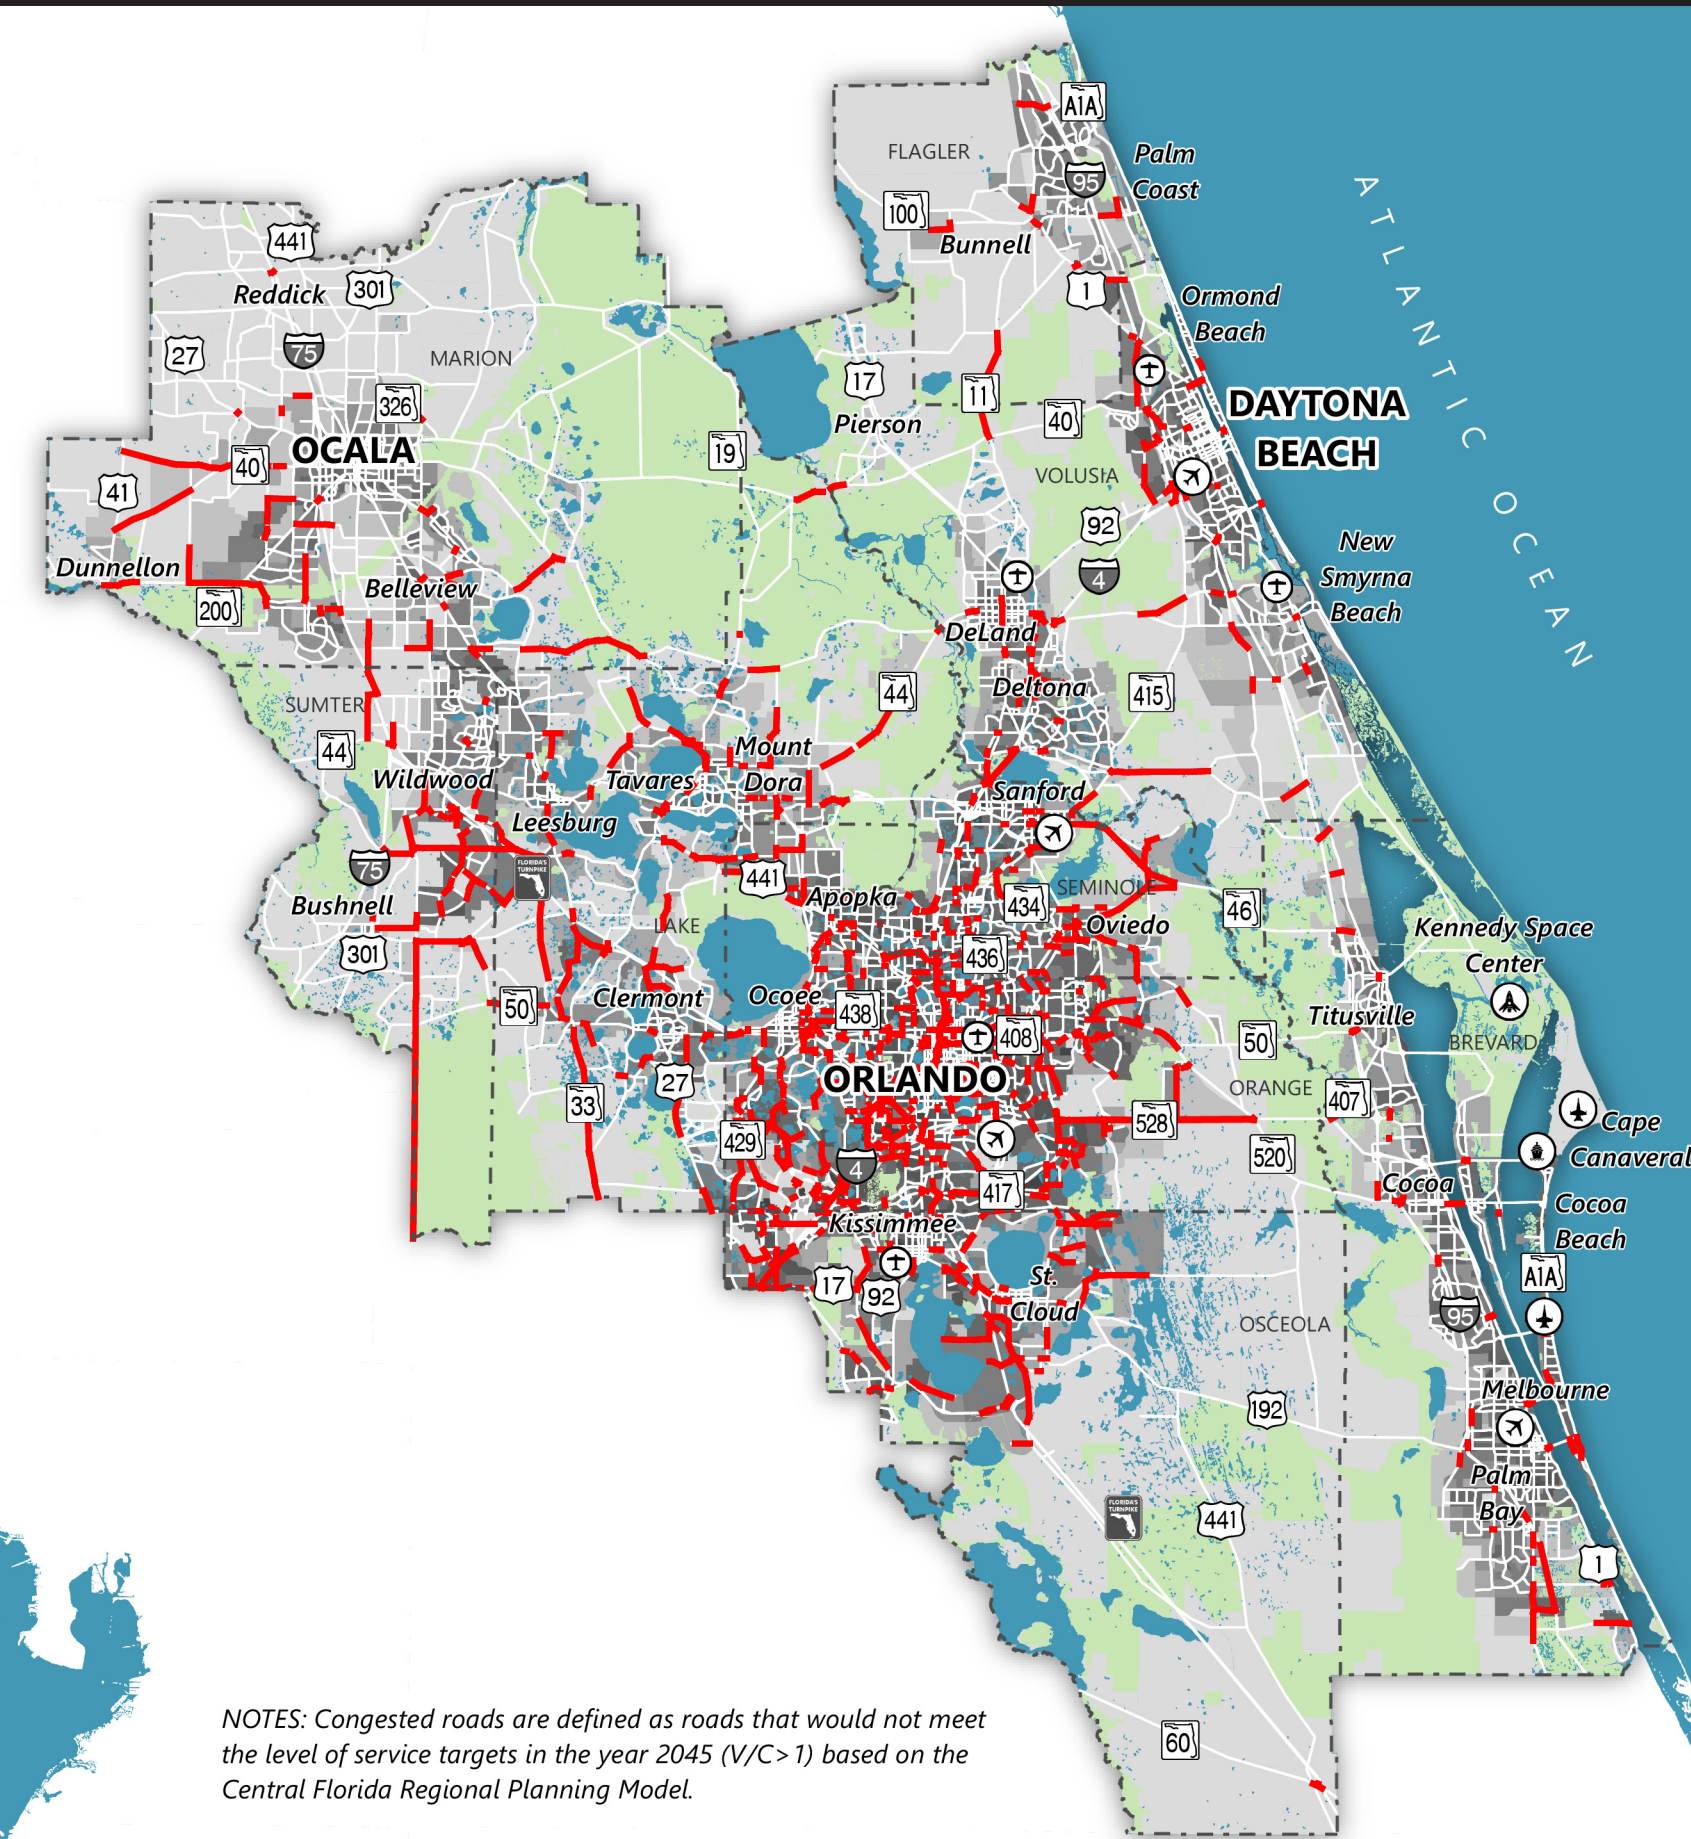 A1A
FLAGLER
Palm
Coast
95
100
Bunnell
441
Reddick
301
1
Ormond
Beach
ATLANTIC OCEAN
27
75
MARION
17
11
326
Pierson
40
DAYTONA
BEACH
OCALA
40
19
VOLUSIA
41
92
New
Smyrna
Beach
Dunnellon
4
Belleview
200
DeLand
SUMTER
44
Deltona
415
44
Mount
Dora
Wildwood
Tavares
Sanford
Leesburg
75
FLORIDA'S
TURNPIKE
441
SEMINOLE
Bushnell
Apopka
434
46
LAKE
Oviedo
Kennedy Space
Center
301
436
50
Clermont
Ocoee
438
408
Titusville
50
BREVARD
ORLANDO
27
ORANGE
407
33
528
Cape
Canaveral
429
4
520
417
Cocoa
Cocoa
Beach
Kissimmee
17
92
St.
Cloud
A1A
95
OSCEOLA
Melbourne
192
Palm
Bay
FLORIDA'S
TURNPIKE
441
1
60
NOTES: Congested roads are defined as roads that would not meet
the level of service targets in the year 2045 (V/C>1) based on the
Central Florida Regional Planning Model.